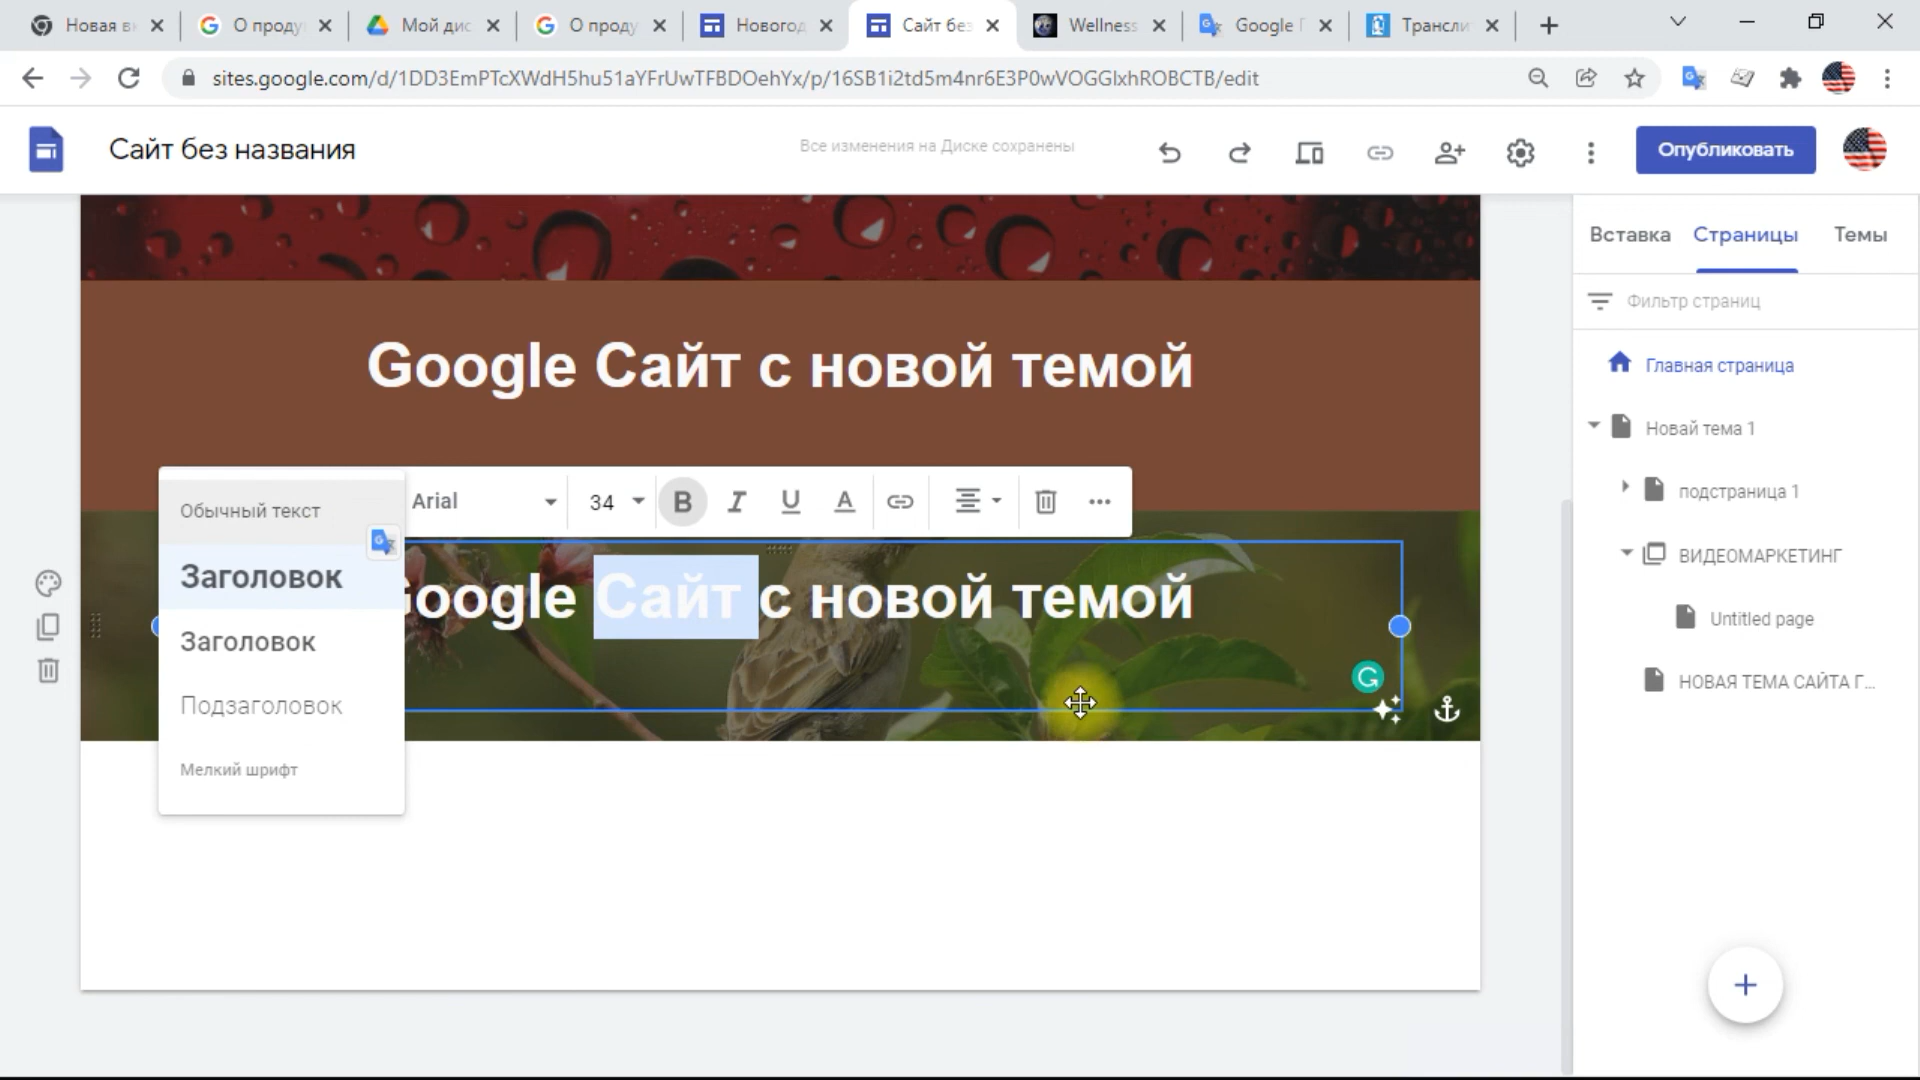 Новая в
О проду
Мой дис
О проду
Новогод
Сайт бе
Wellness
Google
Трансли
sites.google.com/d/1DD3EmPTcXWdH5hu51aYFrUwTFBDOehYx/p/16SB1i2td5m4nr6E3P0wVOGGlxhROBCTB/edit
Сайт без названия
Все изменения на Диске сохранены
Опубликовать
Вставка
Страницы
Темы
Фильтр страниц
Google Сайт с новой темой
Главная страница
Новай тема 1
подстраница 1
ВИДЕОМАРКЕТИНГ
Untitled page
НОВАЯ ТЕМА САЙТА Г...
Arial
34
B I U A
Обычный текст
Заголовок
Заголовок
Подзаголовок
Мелкий шрифт
Google Сайт с новой темой